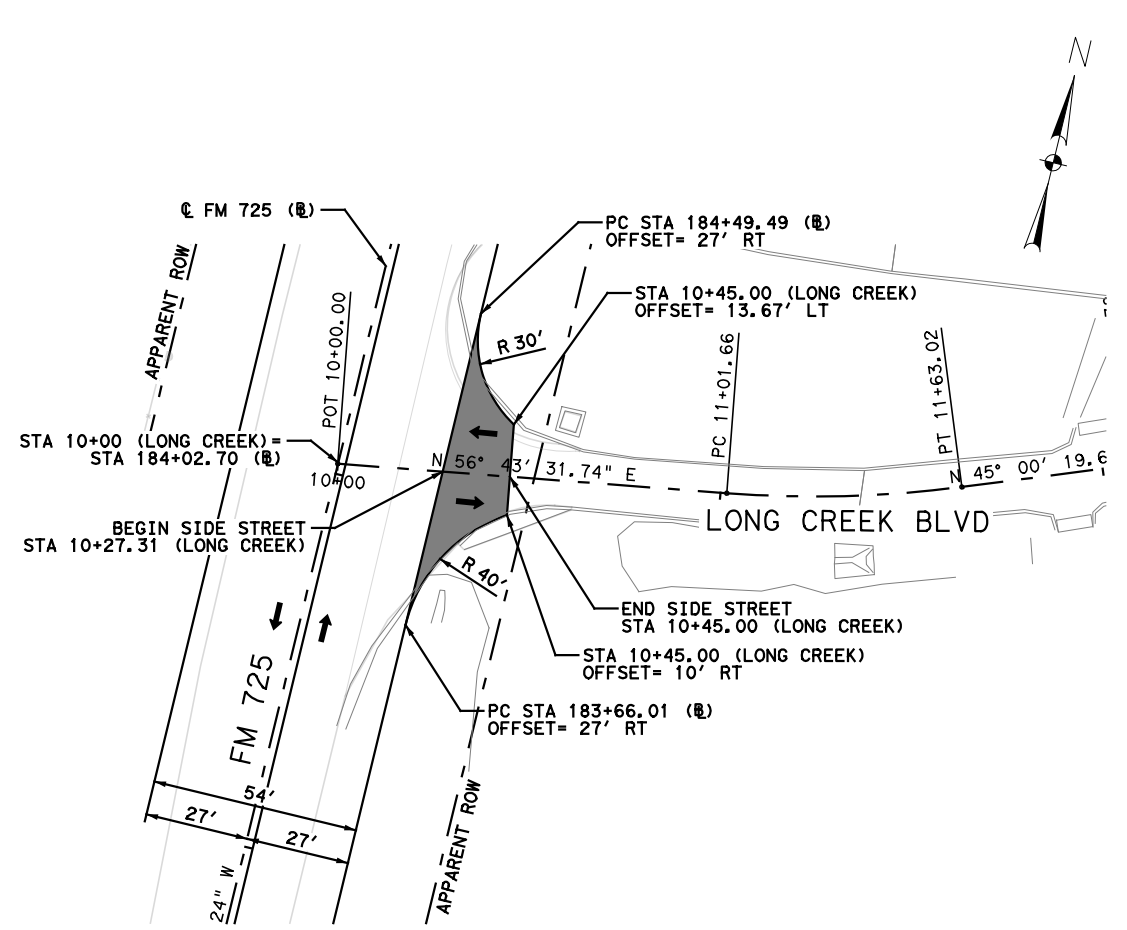 N
℄ FM 725 (B̲L̲)
PC STA 184+49.49 (B̲L̲)
OFFSET= 27' RT
APPARENT ROW
STA 10+45.00 (LONG CREEK)
OFFSET= 13.67' LT
POT 10+00.00
R 30'
PC 11+01.66
PT 11+63.02
STA 10+00 (LONG CREEK)=
STA 184+02.70 (B̲L̲)
10+00
N 56° 43' 31.74" E
N 45° 00' 19.6
LONG CREEK BLVD
BEGIN SIDE STREET
STA 10+27.31 (LONG CREEK)
R 40'
END SIDE STREET
STA 10+45.00 (LONG CREEK)
STA 10+45.00 (LONG CREEK)
OFFSET= 10' RT
FM 725
PC STA 183+66.01 (B̲L̲)
OFFSET= 27' RT
54'
27'
27'
APPARENT ROW
24" W